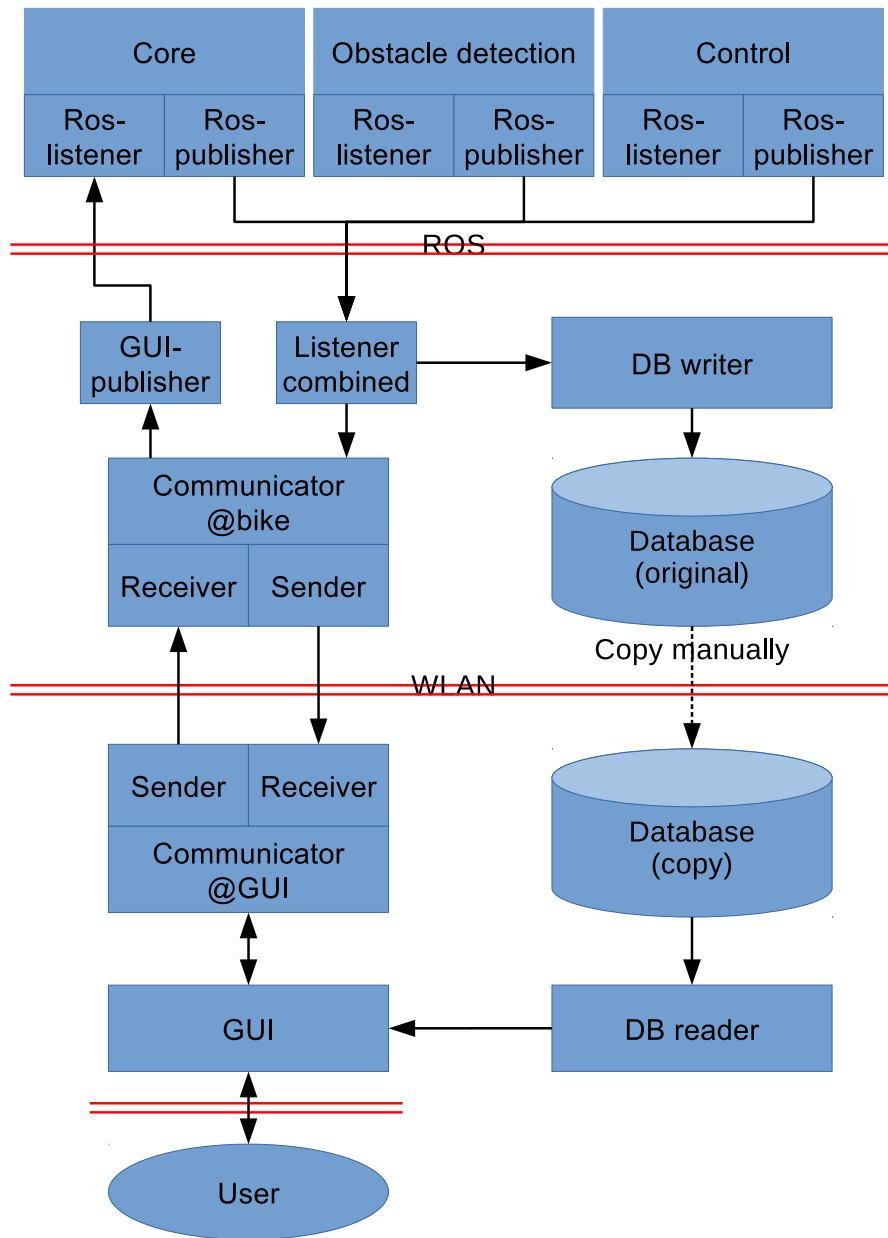 Core
Obstacle detection
Control
Ros-
listener
Ros-
publisher
Ros-
listener
Ros-
publisher
Ros-
listener
Ros-
publisher
ROS
GUI-
publisher
Listener
combined
DB writer
Communicator
@bike
Receiver
Sender
Database
(original)
Copy manually
WLAN
Sender
Receiver
Communicator
@GUI
Database
(copy)
GUI
DB reader
User